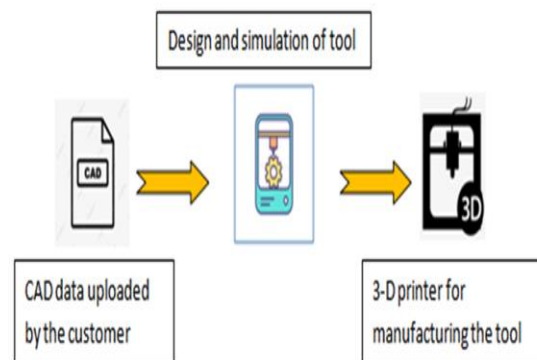 Design and simulation of tool
CAD
3D
CAD data uploaded
by the customer
3-D printer for
manufacturing the tool